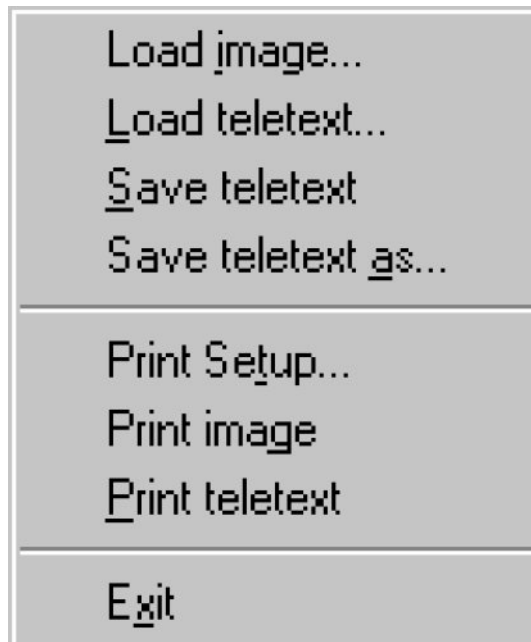 Load image...
Load teletext...
Save teletext
Save teletext as...
Print Setup...
Print image
Print teletext
Exit